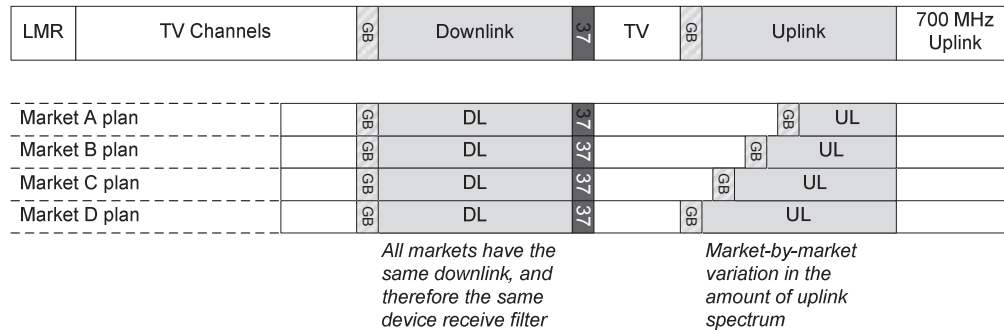 LMR TV Channels GB Downlink 37 TV GB Uplink 700 MHz Uplink
Market A plan GB DL 37 GB UL
Market B plan GB DL 37 GB UL
Market C plan GB DL 37 GB UL
Market D plan GB DL 37 GB UL
All markets have the
same downlink, and
therefore the same
device receive filter
Market-by-market
variation in the
amount of uplink
spectrum